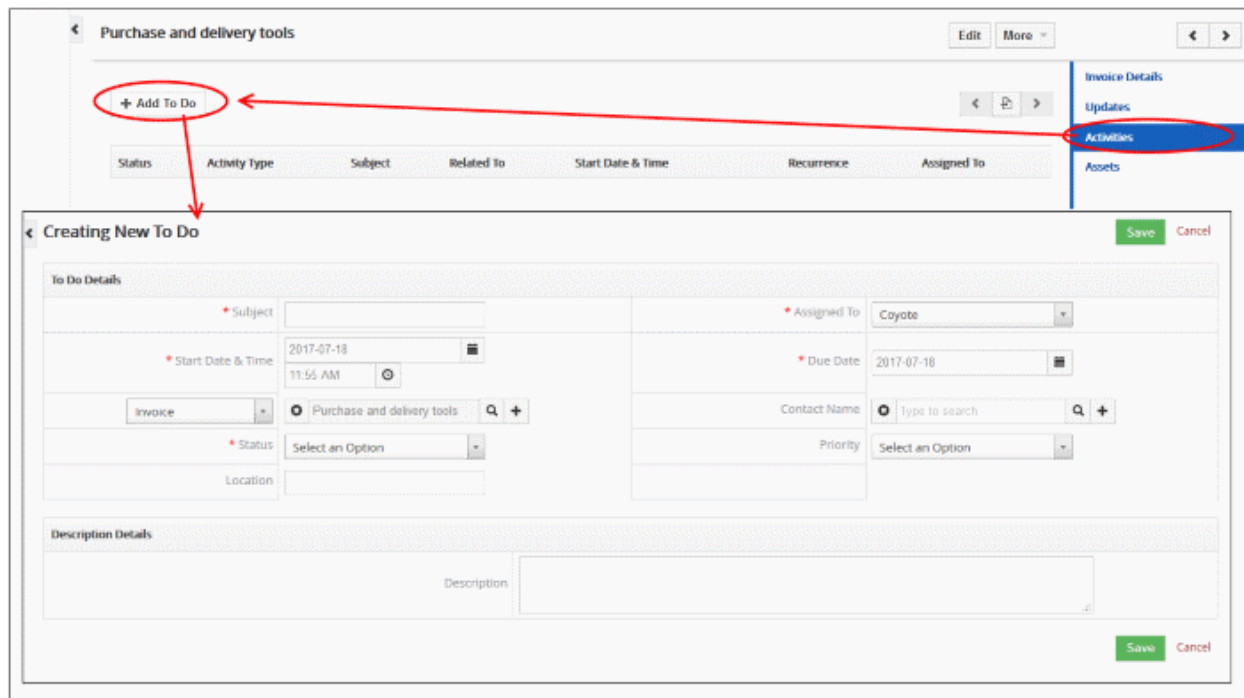 Purchase and delivery tools
Edit More
Invoice Details
+ Add To Do
Updates
Activities
Status Activity Type Subject Related To Start Date & Time Recurrence Assigned To
Assets
Creating New To Do
Save Cancel
To Do Details
* Subject
* Assigned To Coyote
* Start Date & Time 2017-07-18
11:55 AM
* Due Date 2017-07-18
Invoice Purchase and delivery tools
Contact Name Type to search
* Status Select an Option
Priority Select an Option
Location
Description Details
Description
Save Cancel